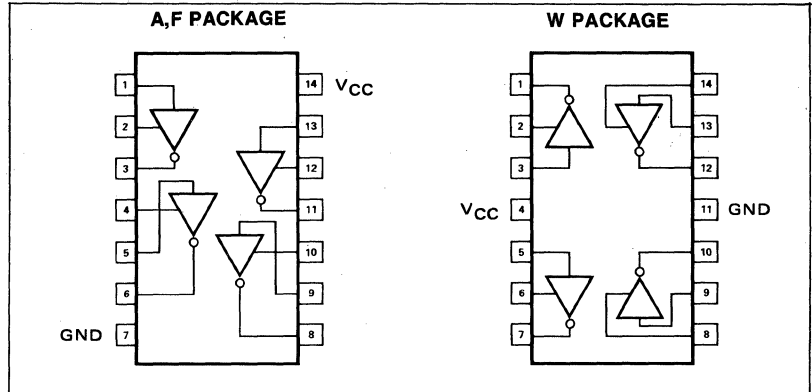 A,F PACKAGE
W PACKAGE
1 14 VCC
2 13
3 12
4 11
5 10
6 9
GND 7 8
1 14
2 13
3 12
VCC 4 11 GND
5 10
6 9
7 8